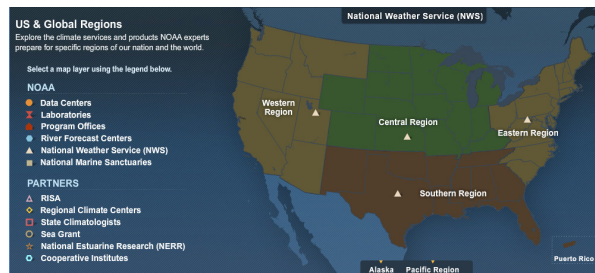 US & Global Regions
Explore the climate services and products NOAA experts
prepare for specific regions of our nation and the world.
Select a map layer using the legend below.
NOAA
Data Centers
Laboratories
Program Offices
River Forecast Centers
National Weather Service (NWS)
National Marine Sanctuaries
PARTNERS
RISA
Regional Climate Centers
State Climatologists
Sea Grant
National Estuarine Research (NERR)
Cooperative Institutes
National Weather Service (NWS)
Western
Region
Central Region
Eastern Region
Southern Region
Alaska
Pacific Region
Puerto Rico